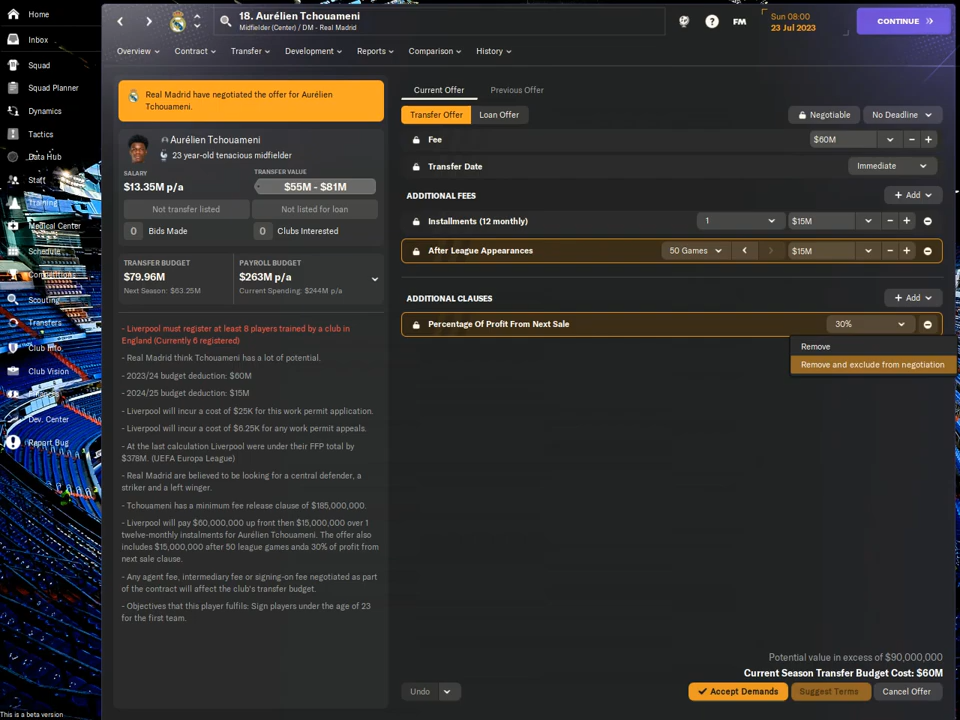 Home
Inbox
Squad
Squad Planner
Dynamics
Tactics
Data Hub
Staff
Training
Medical Center
Schedule
Competitions
Scouting
Transfers
Club Info
Club Vision
Finances
Dev. Center
Report Bug
This is a beta version
18. Aurélien Tchouameni
Midfielder (Center) / DM - Real Madrid
?
FM
Sun 08:00
23 Jul 2023
CONTINUE
Overview
Contract
Transfer
Development
Reports
Comparison
History
Real Madrid have negotiated the offer for Aurélien
Tchouameni.
Aurélien Tchouameni
23 year-old tenacious midfielder
SALARY
$13.35M p/a
TRANSFER VALUE
$55M - $81M
Not transfer listed
Not listed for loan
0 Bids Made
0 Clubs Interested
TRANSFER BUDGET
$79.96M
Next Season: $63.25M
PAYROLL BUDGET
$263M p/a
Current Spending: $244M p/a
- Liverpool must register at least 8 players trained by a club in
England (Currently 6 registered)
- Real Madrid think Tchouameni has a lot of potential.
- 2023/24 budget deduction: $60M
- 2024/25 budget deduction: $15M
- Liverpool will incur a cost of $25K for this work permit application.
- Liverpool will incur a cost of $6.25K for any work permit appeals.
- At the last calculation Liverpool were under their FFP total by
$378M. (UEFA Europa League)
- Real Madrid are believed to be looking for a central defender, a
striker and a left winger.
- Tchouameni has a minimum fee release clause of $185,000,000.
- Liverpool will pay $60,000,000 up front then $15,000,000 over 1
twelve-monthly instalments for Aurélien Tchouameni. The offer also
includes $15,000,000 after 50 league games anda 30% of profit from
next sale clause.
- Any agent fee, intermediary fee or signing-on fee negotiated as part
of the contract will affect the club's transfer budget.
- Objectives that this player fulfils: Sign players under the age of 23
for the first team.
Current Offer
Previous Offer
Transfer Offer
Loan Offer
Negotiable
No Deadline
Fee
$60M
Transfer Date
Immediate
ADDITIONAL FEES
Add
Installments (12 monthly)
1
$15M
After League Appearances
50 Games
$15M
ADDITIONAL CLAUSES
Add
Percentage Of Profit From Next Sale
30%
Remove
Remove and exclude from negotiation
Potential value in excess of $90,000,000
Current Season Transfer Budget Cost: $60M
Undo
Accept Demands
Suggest Terms
Cancel Offer